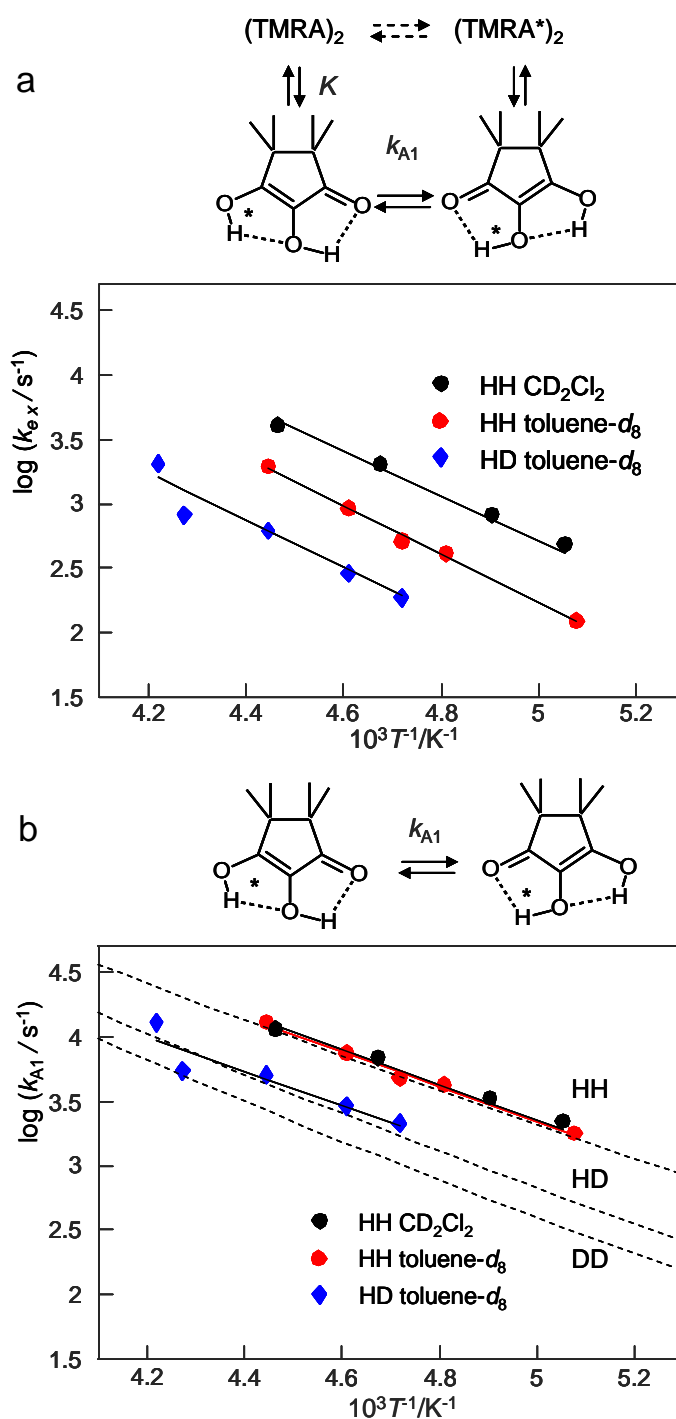 (TMRA)₂ (TMRA*)₂
a
K
k_A1
O O O O
* *
H H
H O H O
O H H O
4.5
HH CD₂Cl₂
4
HH toluene-d₈
3.5
HD toluene-d₈
log (k_ex / s⁻¹)
3
2.5
2
1.5
4.2 4.4 4.6 4.8 5 5.2
10³T⁻¹/K⁻¹
b
k_A1
O O O O
* *
H H
O H H O
4.5
4
log (k_A1 / s⁻¹)
3.5
HH
3
HD
2.5
DD
HH CD₂Cl₂
2
HH toluene-d₈
HD toluene-d₈
1.5
4.2 4.4 4.6 4.8 5 5.2
10³T⁻¹/K⁻¹